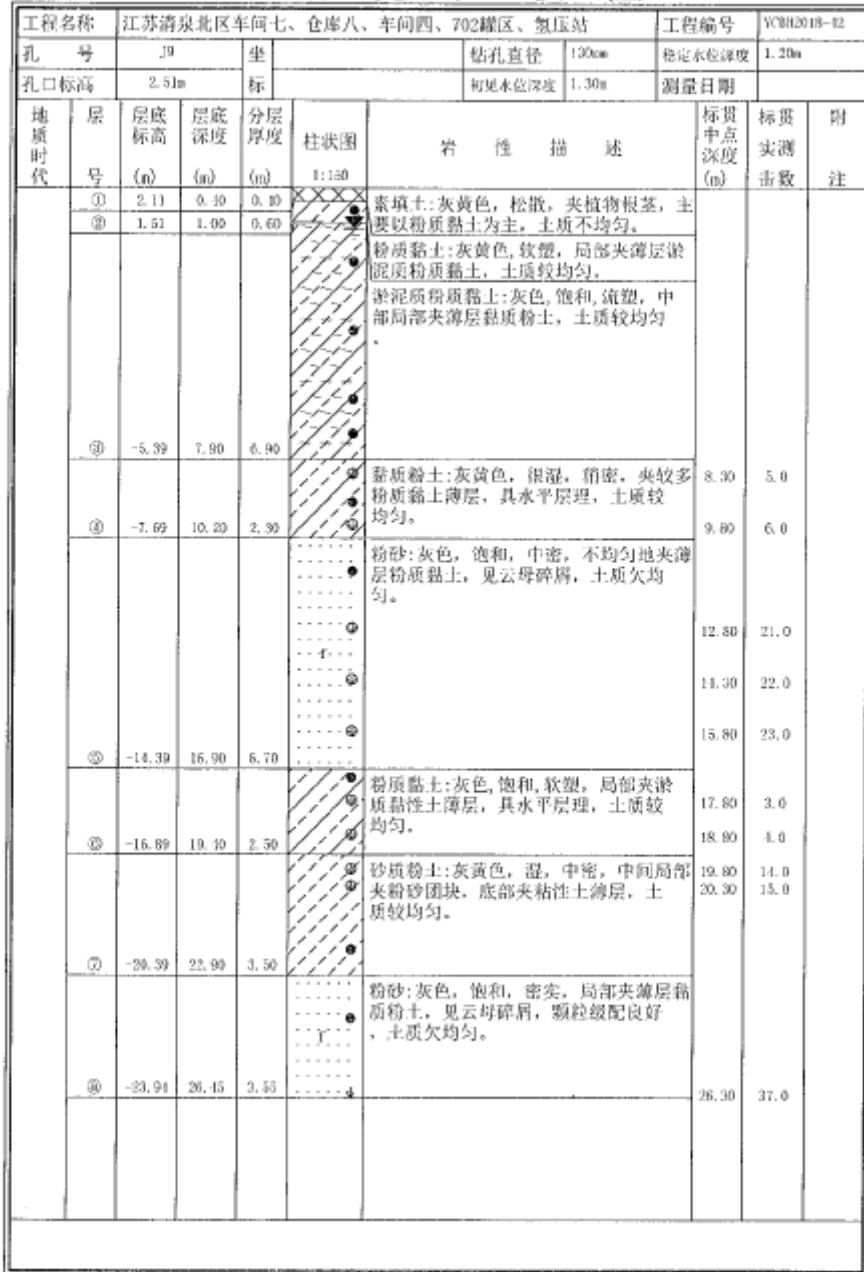 工程名称 江苏清泉北区车间七、仓库八、车间四、702罐区、氢压站 工程编号 YCBH2018-02
孔号 J9 坐 钻孔直径 130mm 稳定水位深度 1.20m
孔口标高 2.51m 标 初见水位深度 1.30m 测量日期
地质时代 层号 层底标高(m) 层底深度(m) 分层厚度(m) 柱状图 1:150 岩 性 描 述 标贯中点深度(m) 标贯实测击数 附注
① 2.11 0.40 0.40 素填土:灰黄色，松散，夹植物根茎，主
② 1.51 1.00 0.60 要以粉质黏土为主，土质不均匀。
粉质黏土:灰黄色,软塑，局部夹薄层淤
泥质粉质黏土，土质较均匀。
淤泥质粉质黏土:灰色,饱和,流塑，中
部局部夹薄层黏质粉土，土质较均匀
。
③ -5.39 7.90 6.90
黏质粉土:灰黄色，很湿，稍密，夹较多 8.30 5.0
粉质黏土薄层，具水平层理，土质较
均匀。
④ -7.69 10.20 2.30 9.80 6.0
粉砂:灰色，饱和，中密，不均匀地夹薄
层粉质黏土，见云母碎屑，土质欠均
匀。
12.80 21.0
f
14.30 22.0
15.80 23.0
⑤ -14.39 16.90 6.70
粉质黏土:灰色,饱和,软塑，局部夹淤
质黏性土薄层，具水平层理，土质较 17.80 3.0
均匀。
⑥ -16.89 19.40 2.50 18.80 4.0
砂质粉土:灰黄色，湿，中密，中间局部 19.80 14.0
夹粉砂团块，底部夹粘性土薄层，土 20.30 15.0
质较均匀。
⑦ -20.39 22.90 3.50
粉砂:灰色，饱和，密实，局部夹薄层黏
质粉土，见云母碎屑，颗粒级配良好
f ，土质欠均匀。
⑧ -23.94 26.45 3.55 26.30 37.0